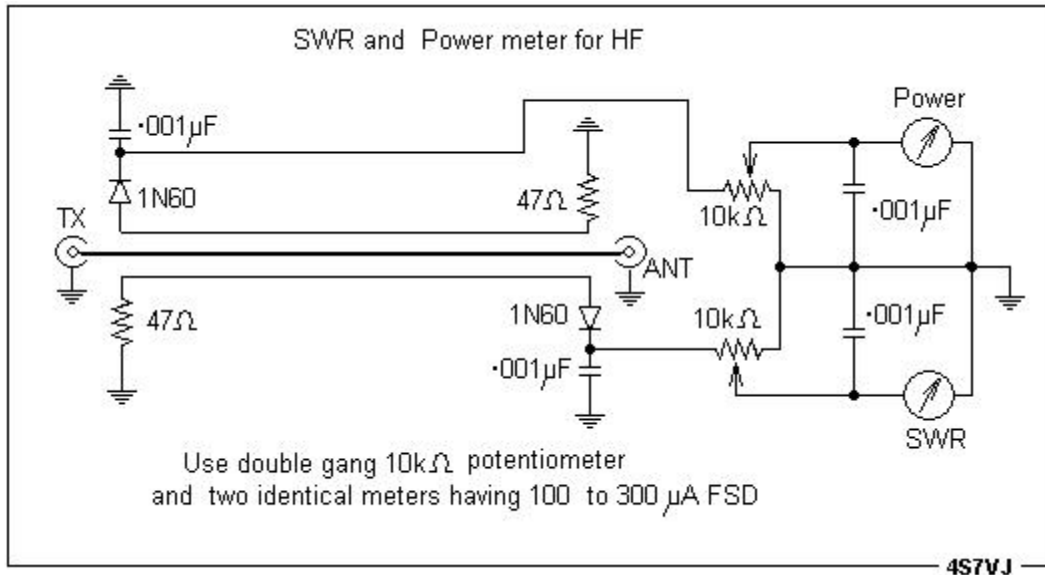 SWR and Power meter for HF
·001µF
Power
1N60
47Ω
10kΩ
·001µF
TX
ANT
47Ω
1N60
10kΩ
·001µF
·001µF
SWR
Use double gang 10kΩ potentiometer
and two identical meters having 100 to 300 µA FSD
4S7VJ